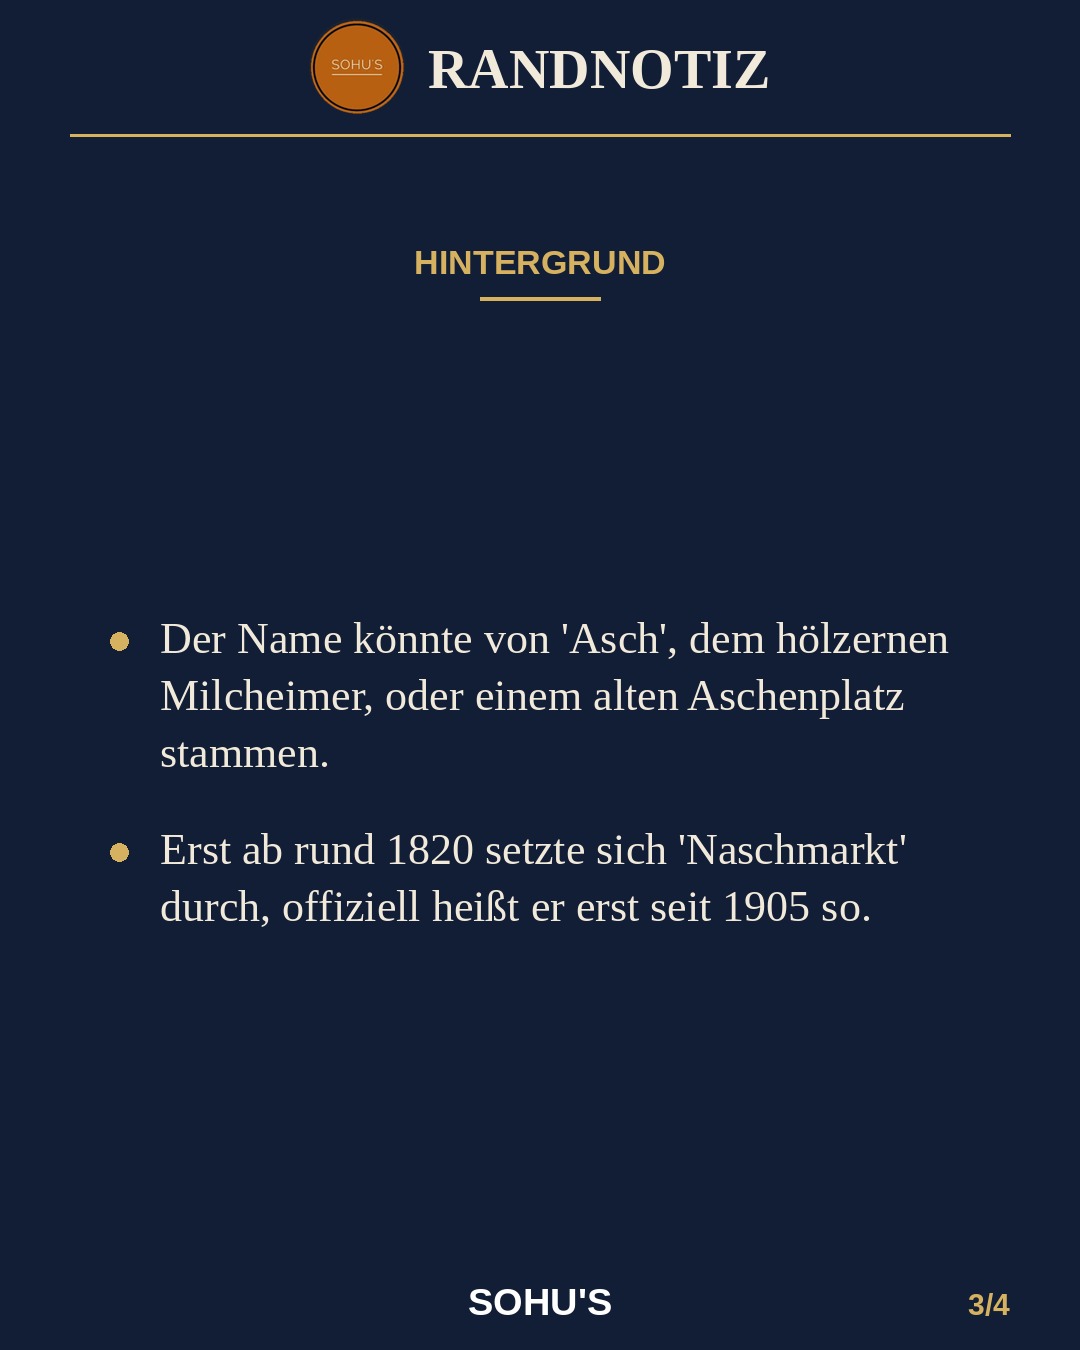 SOHU'S
RANDNOTIZ
HINTERGRUND
Der Name könnte von 'Asch', dem hölzernen
Milcheimer, oder einem alten Aschenplatz
stammen.
Erst ab rund 1820 setzte sich 'Naschmarkt'
durch, offiziell heißt er erst seit 1905 so.
SOHU'S
3/4